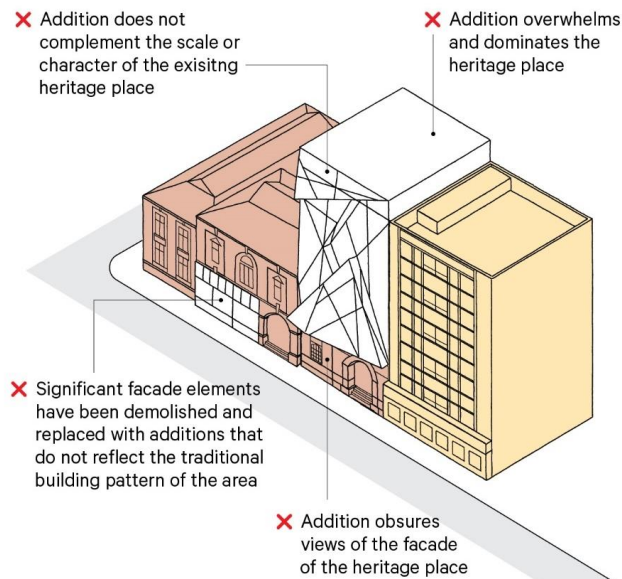 Addition does not
complement the scale or
character of the exisitng
heritage place
Addition overwhelms
and dominates the
heritage place
Significant facade elements
have been demolished and
replaced with additions that
do not reflect the traditional
building pattern of the area
Addition obsures
views of the facade
of the heritage place